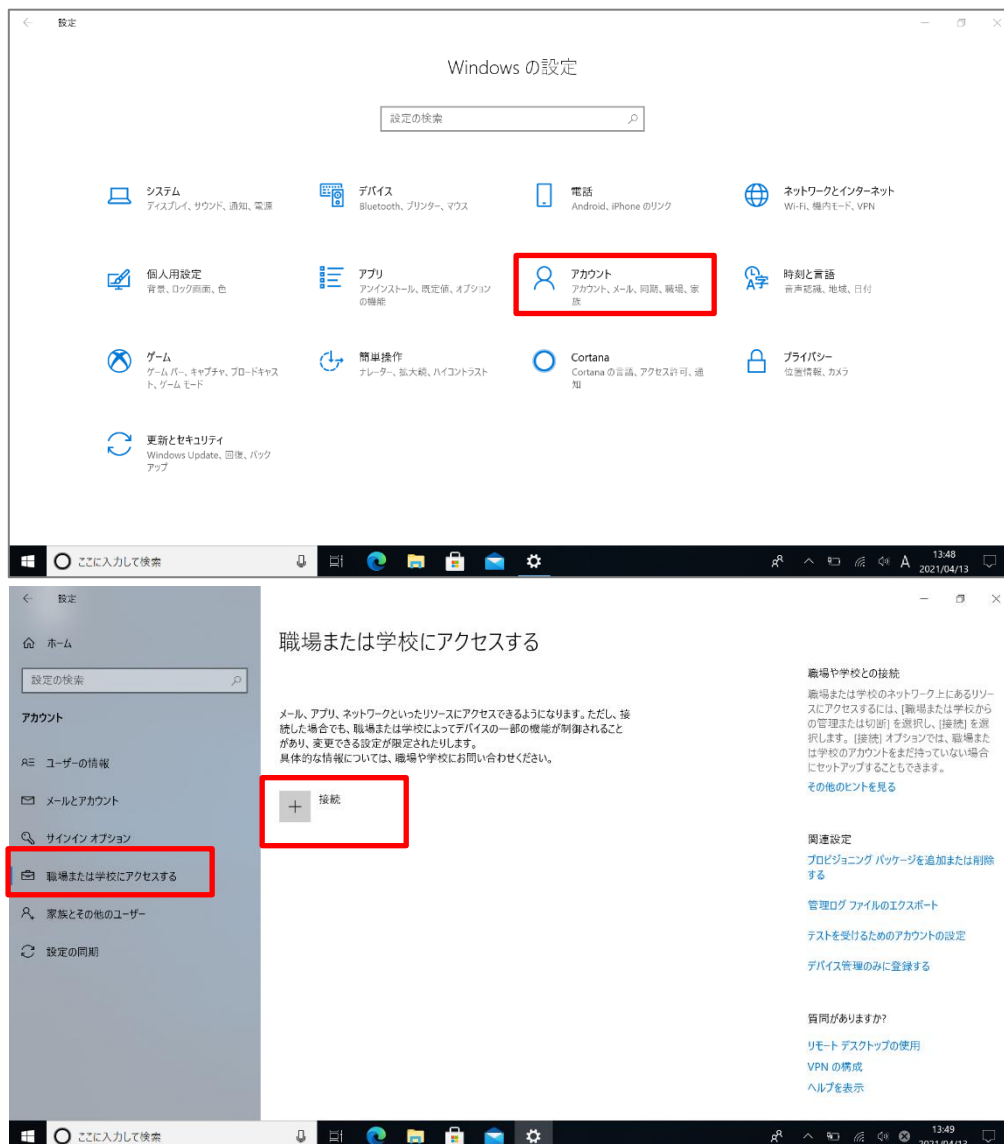 設定
Windows の設定
設定の検索
システム
ディスプレイ、サウンド、通知、電源
デバイス
Bluetooth、プリンター、マウス
電話
Android、iPhone のリンク
ネットワークとインターネット
Wi-Fi、機内モード、VPN
個人用設定
背景、ロック画面、色
アプリ
アンインストール、既定値、オプション
の機能
アカウント
アカウント、メール、同期、職場、家
族
時刻と言語
音声認識、地域、日付
ゲーム
ゲーム バー、キャプチャ、ブロードキャス
ト、ゲーム モード
簡単操作
ナレーター、拡大鏡、ハイコントラスト
Cortana
Cortana の言語、アクセス許可、通
知
プライバシー
位置情報、カメラ
更新とセキュリティ
Windows Update、回復、バック
アップ
ここに入力して検索
A
13:48
2021/04/13
設定
ホーム
設定の検索
アカウント
ユーザーの情報
メールとアカウント
サインイン オプション
職場または学校にアクセスする
家族とその他のユーザー
設定の同期
職場または学校にアクセスする
メール、アプリ、ネットワークといったリソースにアクセスできるようになります。ただし、接
続した場合でも、職場または学校によってデバイスの一部の機能が制御されること
があり、変更できる設定が限定されたりします。
具体的な情報については、職場や学校にお問い合わせください。
接続
職場や学校との接続
職場または学校のネットワーク上にあるリソー
スにアクセスするには、[職場または学校から
の管理または切断] を選択し、[接続] を選
択します。[接続] オプションでは、職場また
は学校のアカウントをまだ持っていない場合
にセットアップすることもできます。
その他のヒントを見る
関連設定
プロビジョニング パッケージを追加または削除
する
管理ログ ファイルのエクスポート
テストを受けるためのアカウントの設定
デバイス管理のみに登録する
質問がありますか?
リモート デスクトップの使用
VPN の構成
ヘルプを表示
ここに入力して検索
13:49
2021/04/13